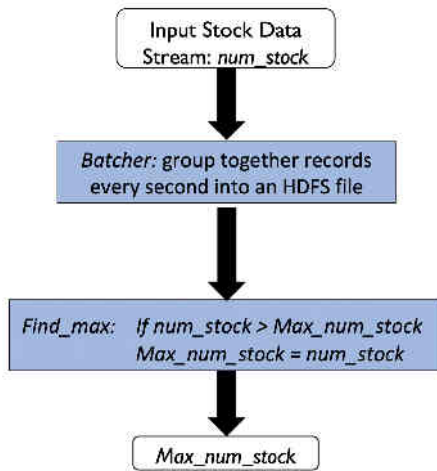 Input Stock Data
Stream: num_stock
Batcher: group together records
every second into an HDFS file
Find_max: If num_stock > Max_num_stock
Max_num_stock = num_stock
Max_num_stock